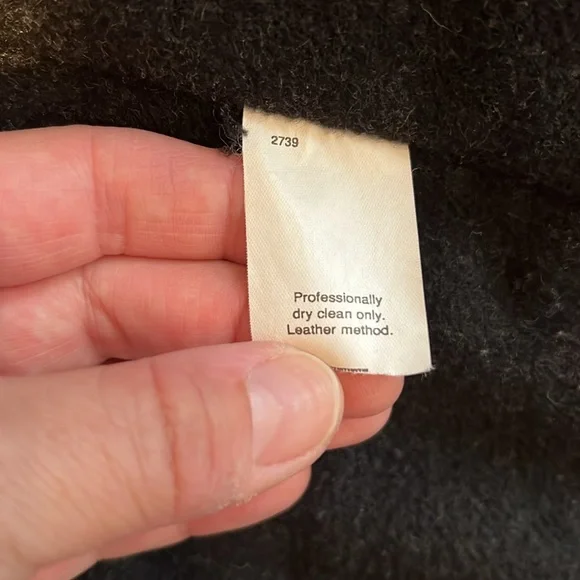 2739
Professionally
dry clean only.
Leather method.